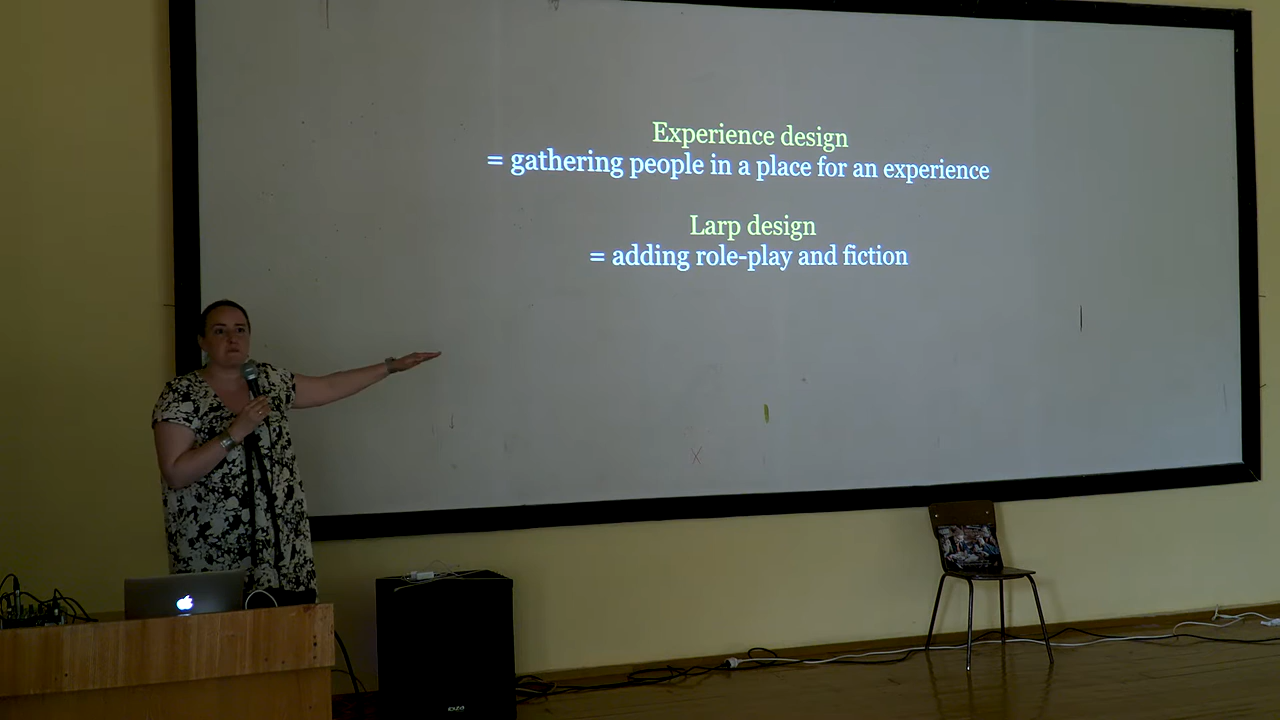 Experience design
= gathering people in a place for an experience
Larp design
= adding role-play and fiction